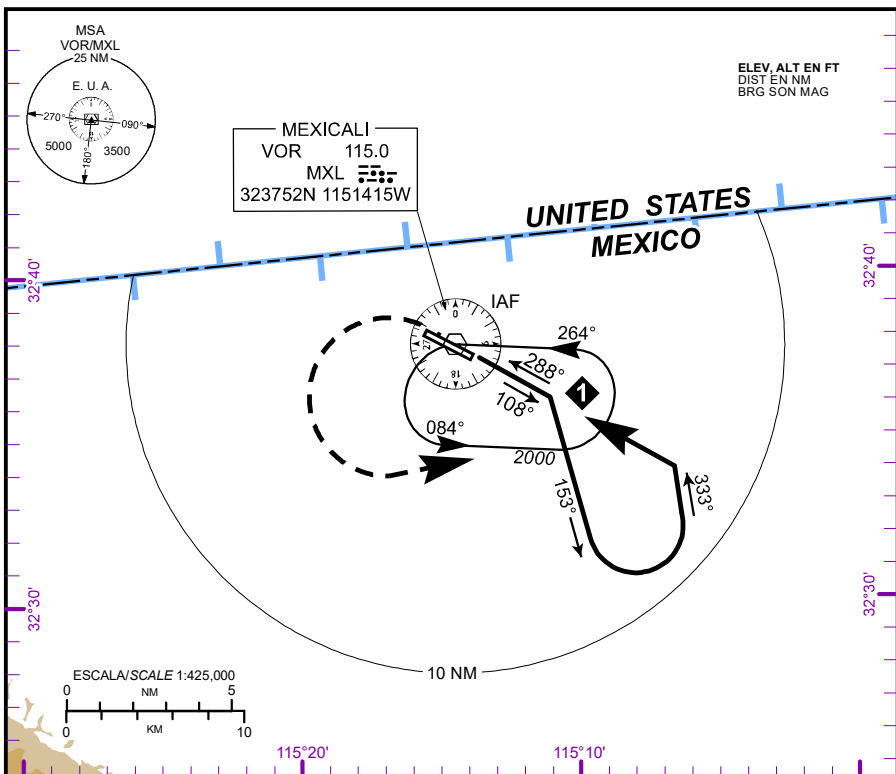 MSA
VOR/MXL
25 NM
E. U. A.
270°
090°
5000
3500
180°
ELEV, ALT EN FT
DIST EN NM
BRG SON MAG
MEXICALI
VOR 115.0
MXL
323752N 1151415W
UNITED STATES
MEXICO
32°40'
32°40'
IAF
0
27
18
264°
288°
108°
1
084°
2000
153°
333°
32°30'
32°30'
10 NM
ESCALA/SCALE 1:425,000
0 NM 5
0 KM 10
115°20'
115°10'